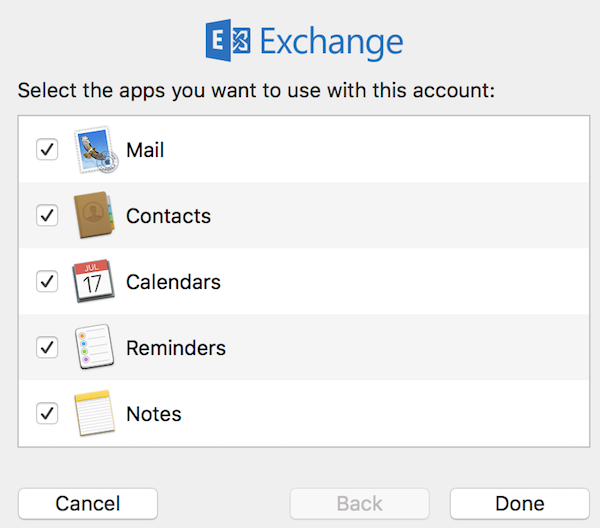 E Exchange
Select the apps you want to use with this account:
Mail
Contacts
JUL
17
Calendars
Reminders
Notes
Cancel
Back
Done